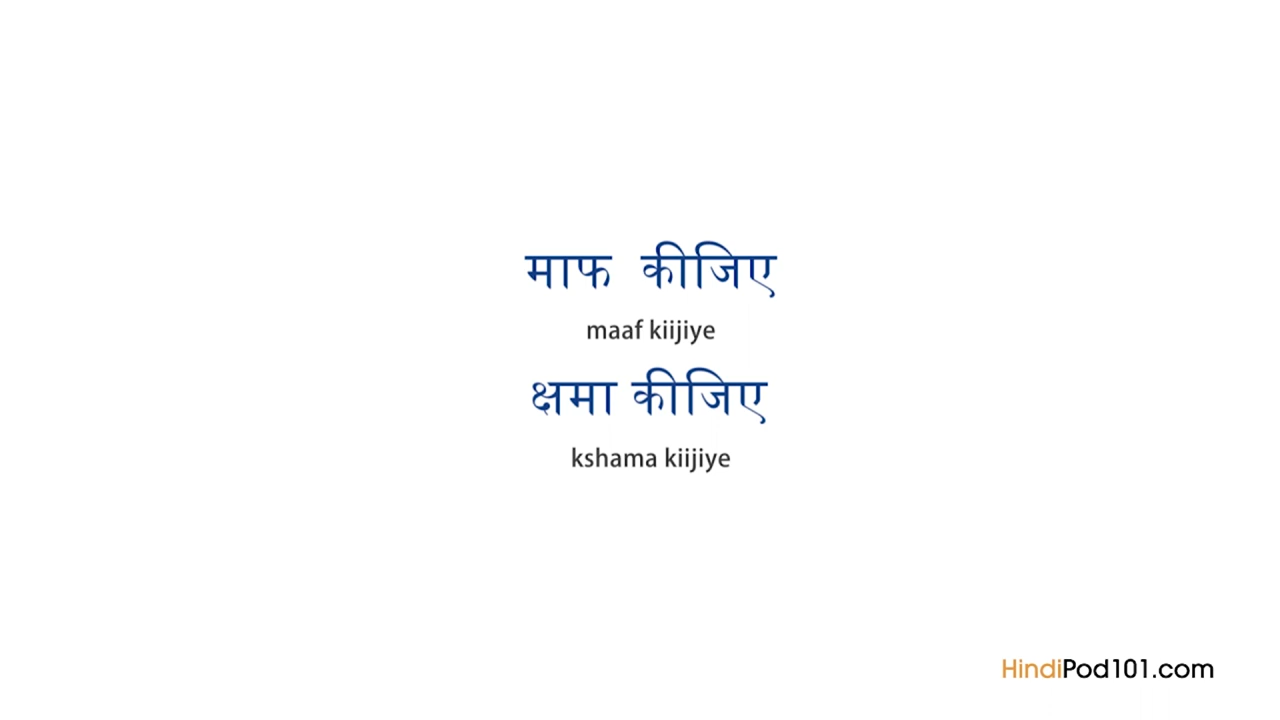 माफ कीजिए
maaf kiijiye
क्षमा कीजिए
kshama kiijiye
HindiPod101.com